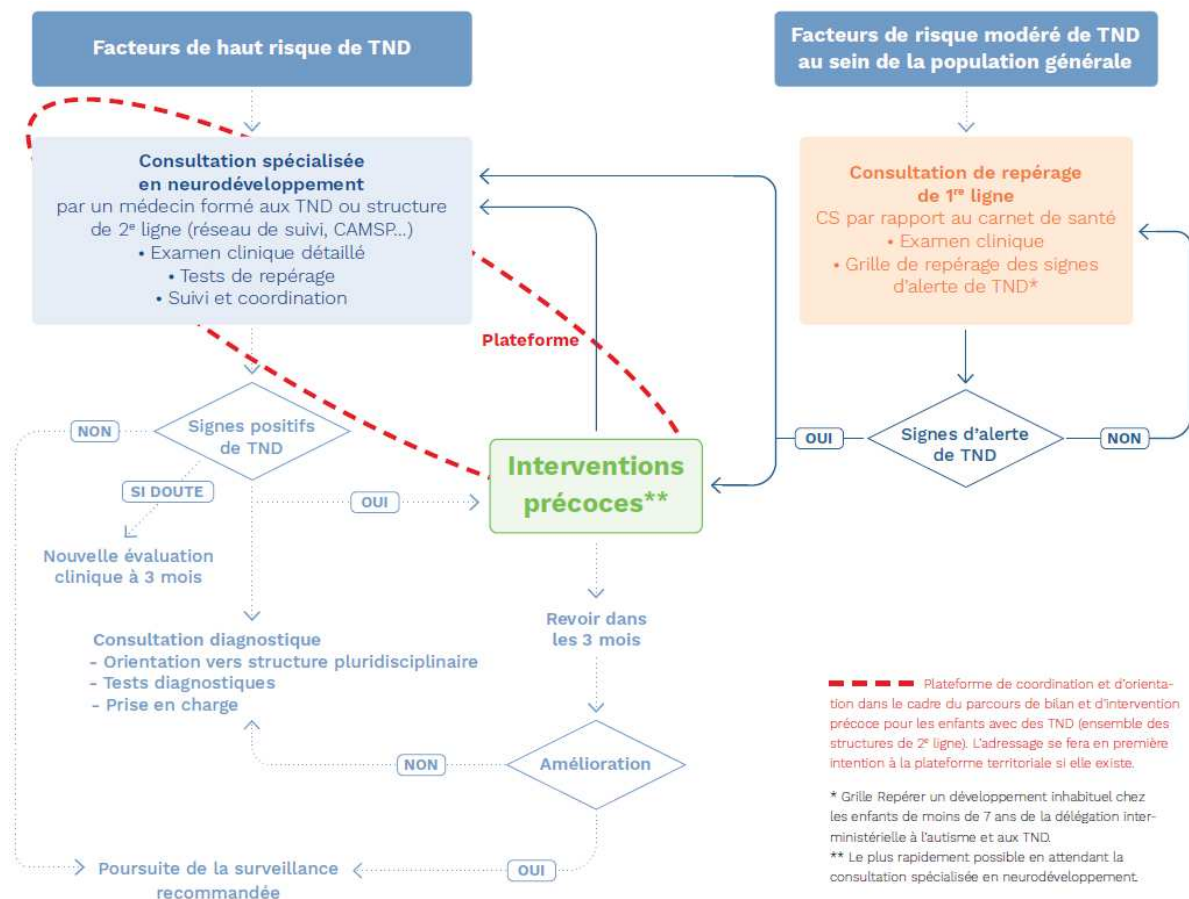 Facteurs de haut risque de TND
Facteurs de risque modéré de TND
au sein de la population générale
Consultation spécialisée
en neurodéveloppement
par un médecin formé aux TND ou structure
de 2e ligne (réseau de suivi, CAMSP...)
• Examen clinique détaillé
• Tests de repérage
• Suivi et coordination
Consultation de repérage
de 1re ligne
CS par rapport au carnet de santé
• Examen clinique
• Grille de repérage des signes
d'alerte de TND*
Plateforme
Signes positifs
de TND
NON
SI DOUTE
OUI
Interventions
précoces**
OUI
Signes d'alerte
de TND
NON
Nouvelle évaluation
clinique à 3 mois
Revoir dans
les 3 mois
Consultation diagnostique
- Orientation vers structure pluridisciplinaire
- Tests diagnostiques
- Prise en charge
NON
Amélioration
OUI
Poursuite de la surveillance
recommandée
Plateforme de coordination et d'orienta-
tion dans le cadre du parcours de bilan et d'intervention
précoce pour les enfants avec des TND (ensemble des
structures de 2e ligne). L'adressage se fera en première
intention à la plateforme territoriale si elle existe.
* Grille Repérer un développement inhabituel chez
les enfants de moins de 7 ans de la délégation inter-
ministérielle à l'autisme et aux TND.
** Le plus rapidement possible en attendant la
consultation spécialisée en neurodéveloppement.